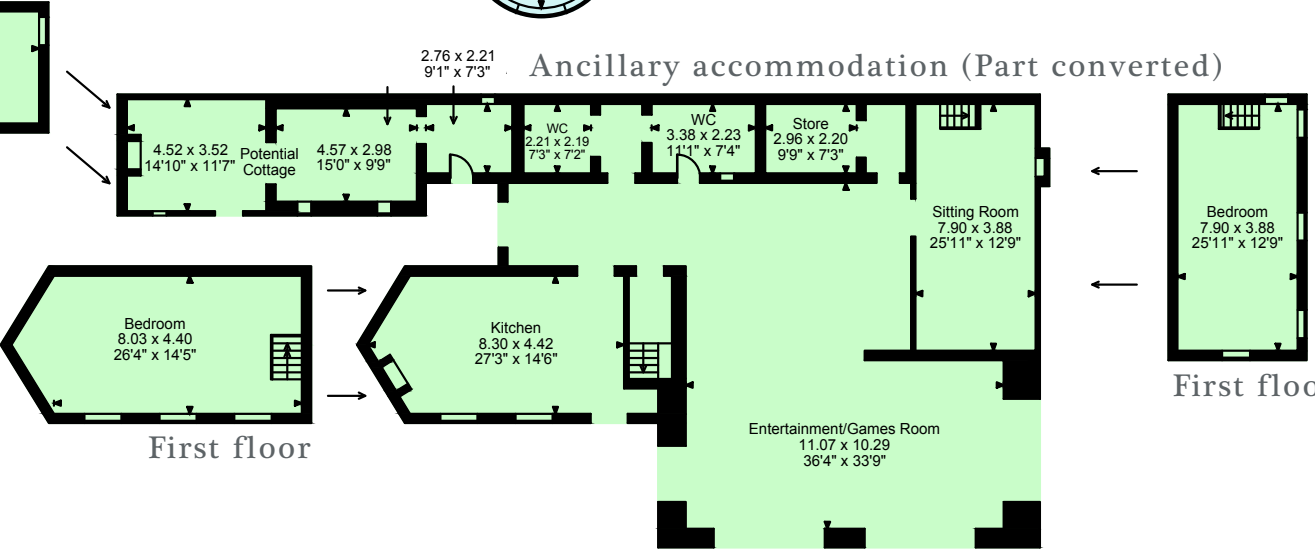 2.76 x 2.21
9'1" x 7'3"
Ancillary accommodation (Part converted)
4.52 x 3.52
14'10" x 11'7"
Potential
Cottage
4.57 x 2.98
15'0" x 9'9"
WC
2.21 x 2.19
7'3" x 7'2"
WC
3.38 x 2.23
11'1" x 7'4"
Store
2.96 x 2.20
9'9" x 7'3"
Sitting Room
7.90 x 3.88
25'11" x 12'9"
Bedroom
7.90 x 3.88
25'11" x 12'9"
Bedroom
8.03 x 4.40
26'4" x 14'5"
Kitchen
8.30 x 4.42
27'3" x 14'6"
First floo
First floor
Entertainment/Games Room
11.07 x 10.29
36'4" x 33'9"